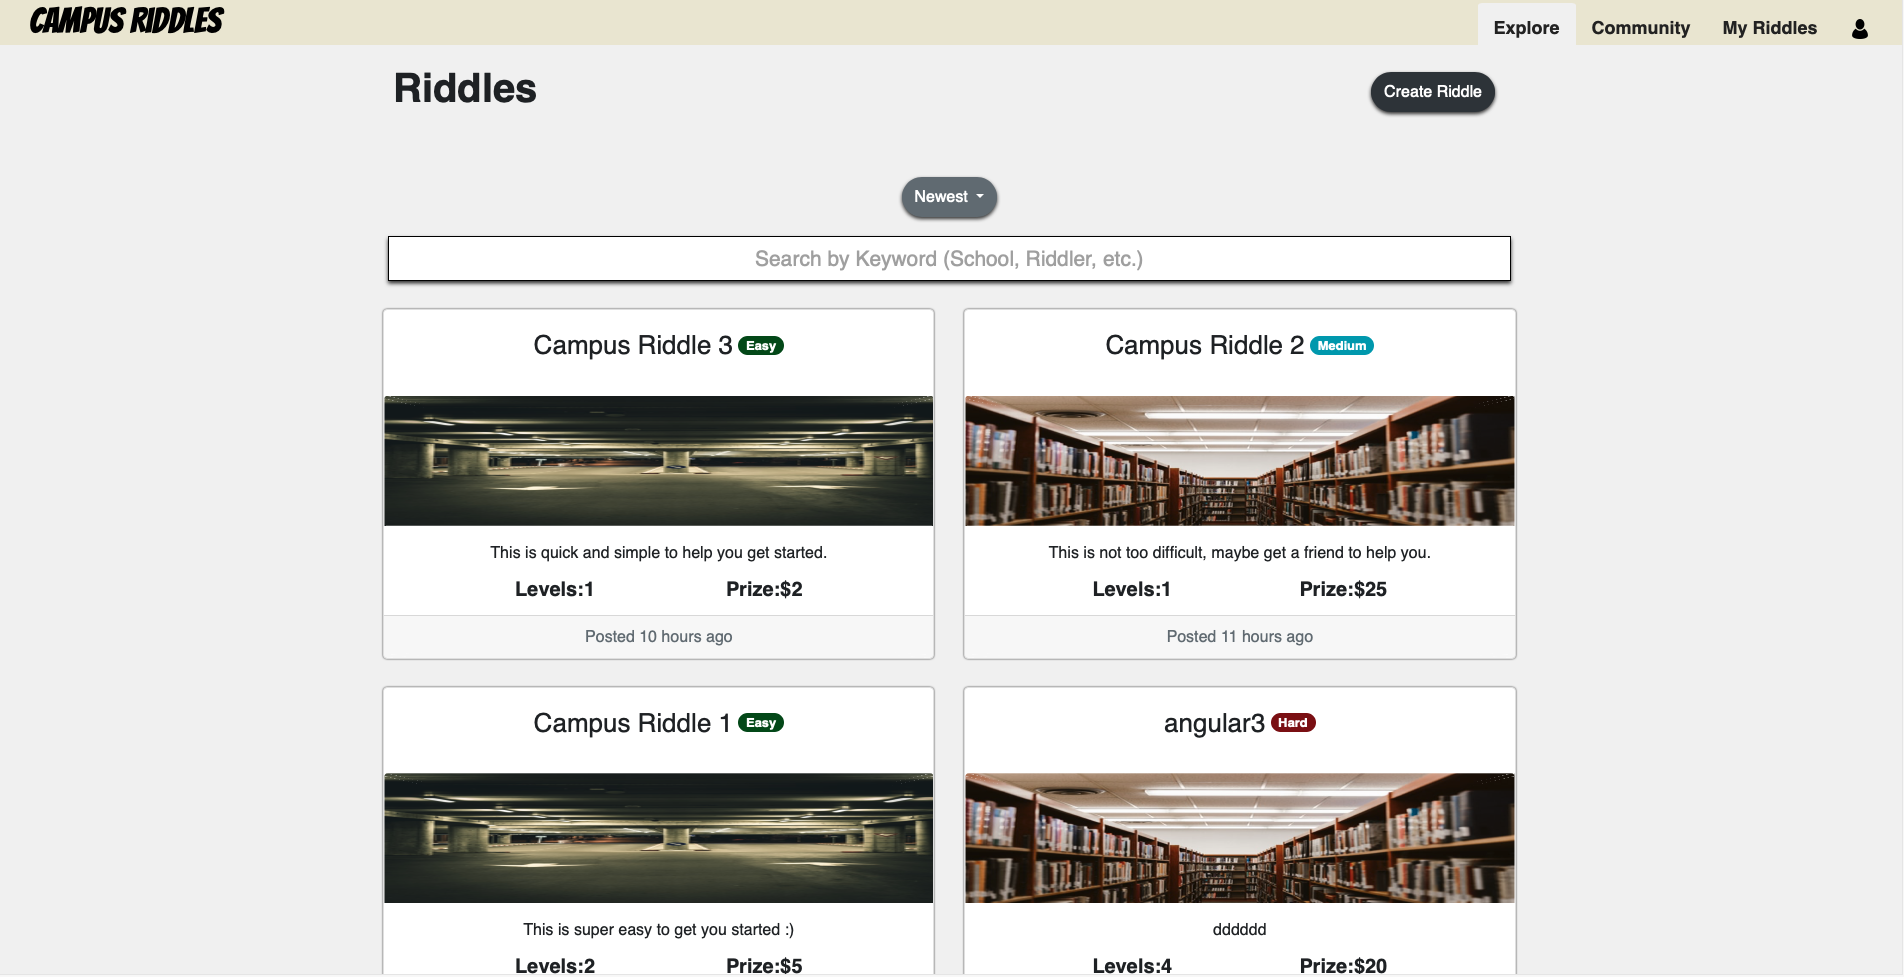 CAMPUS RIDDLES
Explore Community My Riddles
Riddles
Create Riddle
Newest
Search by Keyword (School, Riddler, etc.)
Campus Riddle 3 Easy
This is quick and simple to help you get started.
Levels:1 Prize:$2
Posted 10 hours ago
Campus Riddle 2 Medium
This is not too difficult, maybe get a friend to help you.
Levels:1 Prize:$25
Posted 11 hours ago
Campus Riddle 1 Easy
This is super easy to get you started :)
Levels:2 Prize:$5
angular3 Hard
dddddd
Levels:4 Prize:$20